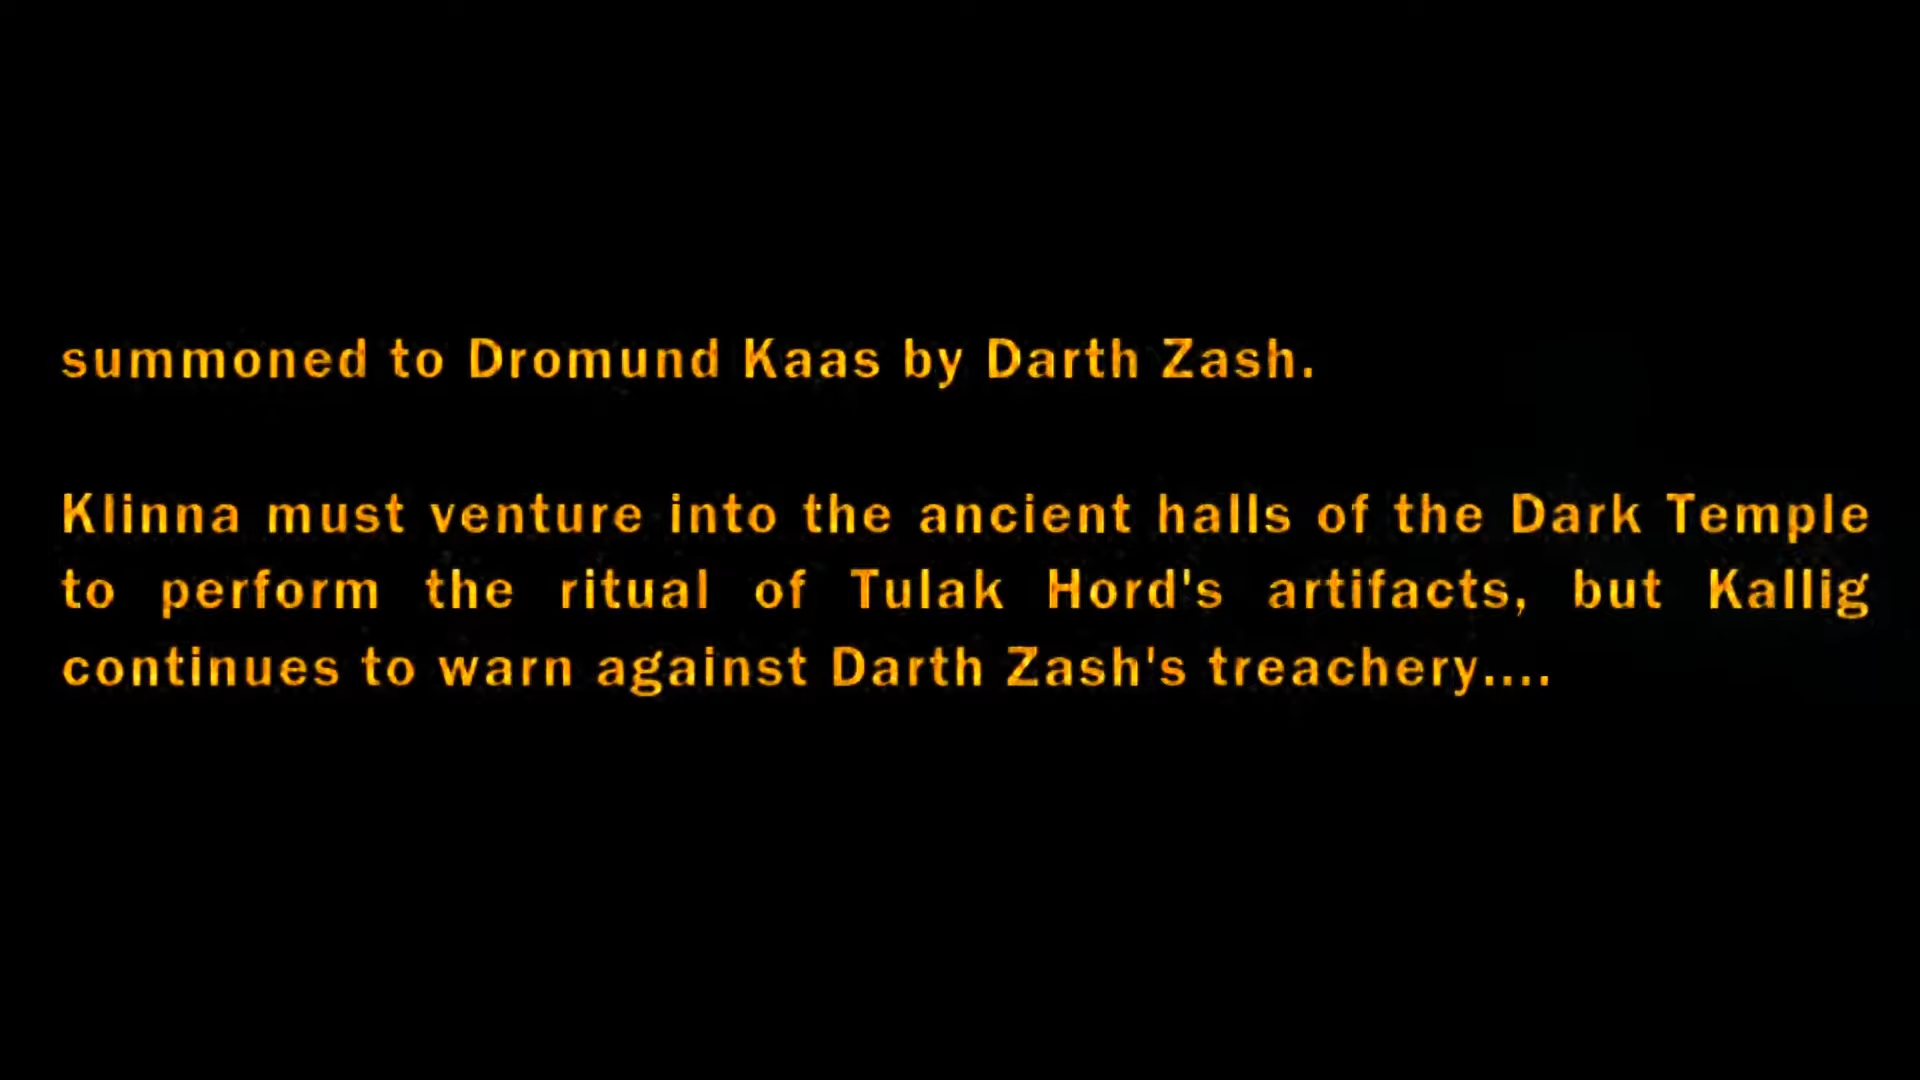 summoned to Dromund Kaas by Darth Zash.
Klinna must venture into the ancient halls of the Dark Temple
to perform the ritual of Tulak Hord's artifacts, but Kallig
continues to warn against Darth Zash's treachery....